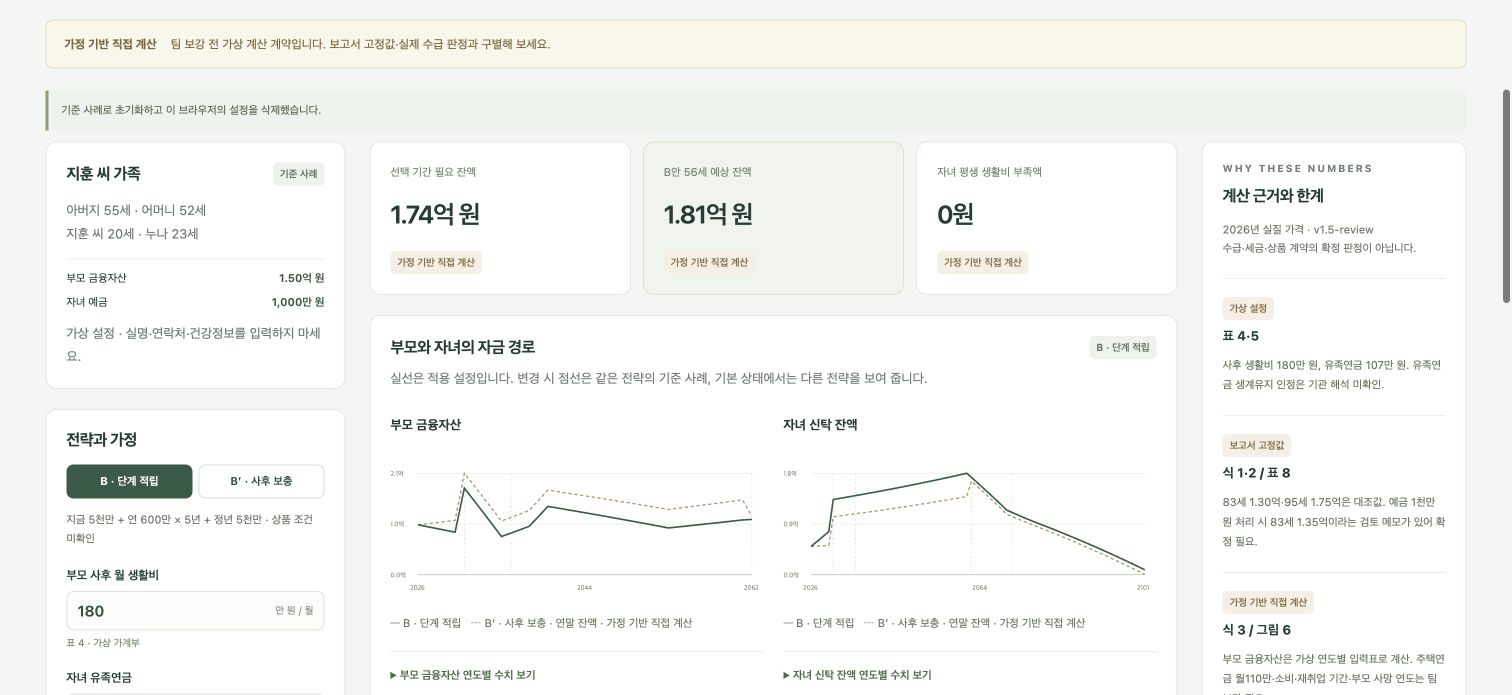 가정 기반 직접 계산 팀 보강 전 가상 계산 계약입니다. 보고서 고정값·실제 수급 판정과 구별해 보세요.
기준 사례로 초기화하고 이 브라우저의 설정을 삭제했습니다.
지훈 씨 가족
기준 사례
아버지 55세 · 어머니 52세
지훈 씨 20세 · 누나 23세
부모 금융자산 1.50억 원
자녀 예금 1,000만 원
가상 설정 · 실명·연락처·건강정보를 입력하지 마세
요.
전략과 가정
B · 단계 적립
B′ · 사후 보충
지금 5천만 + 연 600만 × 5년 + 정년 5천만 · 상품 조건
미확인
부모 사후 월 생활비
180 만 원 / 월
표 4 · 가상 가계부
자녀 유족연금
선택 기간 필요 잔액
1.74억 원
가정 기반 직접 계산
B안 56세 예상 잔액
1.81억 원
가정 기반 직접 계산
자녀 평생 생활비 부족액
0원
가정 기반 직접 계산
부모와 자녀의 자금 경로
B · 단계 적립
실선은 적용 설정입니다. 변경 시 점선은 같은 전략의 기준 사례, 기본 상태에서는 다른 전략을 보여 줍니다.
부모 금융자산
2.1억
1.0억
0.0억
2026
2044
2062
— B · 단계 적립 --- B′ · 사후 보충 · 연말 잔액 · 가정 기반 직접 계산
▸ 부모 금융자산 연도별 수치 보기
자녀 신탁 잔액
1.8억
0.9억
0.0억
2026
2064
2101
— B · 단계 적립 --- B′ · 사후 보충 · 연말 잔액 · 가정 기반 직접 계산
▸ 자녀 신탁 잔액 연도별 수치 보기
WHY THESE NUMBERS
계산 근거와 한계
2026년 실질 가격 · v1.5-review
수급·세금·상품 계약의 확정 판정이 아닙니다.
가상 설정
표 4·5
사후 생활비 180만 원, 유족연금 107만 원. 유족연
금 생계유지 인정은 기관 해석 미확인.
보고서 고정값
식 1·2 / 표 8
83세 1.30억·95세 1.75억은 대조값. 예금 1천만
원 처리 시 83세 1.35억이라는 검토 메모가 있어 확
정 필요.
가정 기반 직접 계산
식 3 / 그림 6
부모 금융자산은 가상 연도별 입력표로 계산. 주택연
금 월110만·소비·재취업 기간·부모 사망 연도는 팀